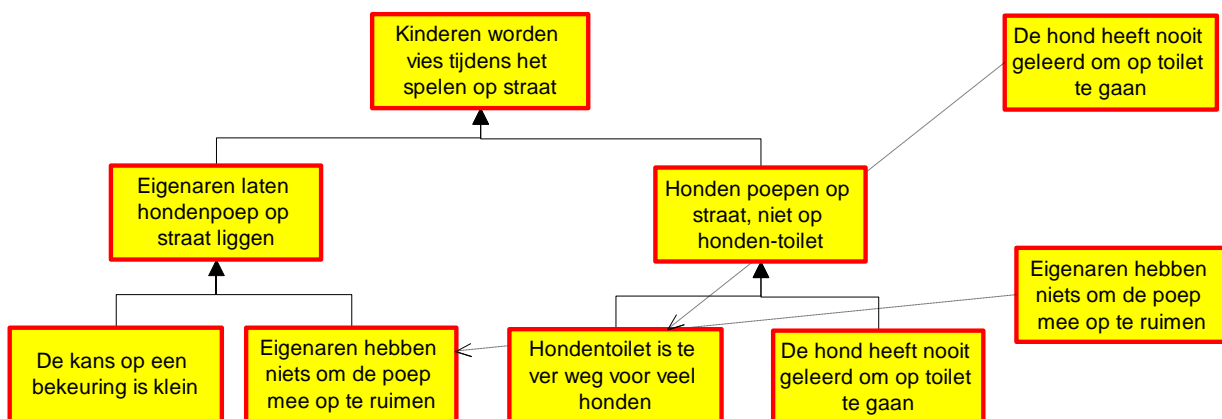 Kinderen worden
vies tijdens het
spelen op straat
De hond heeft nooit
geleerd om op toilet
te gaan
Eigenaren laten
hondenpoep op
straat liggen
Honden poepen op
straat, niet op
honden-toilet
Eigenaren hebben
niets om de poep
mee op te ruimen
De kans op een
bekeuring is klein
Eigenaren hebben
niets om de poep
mee op te ruimen
Hondentoilet is te
ver weg voor veel
honden
De hond heeft nooit
geleerd om op toilet
te gaan